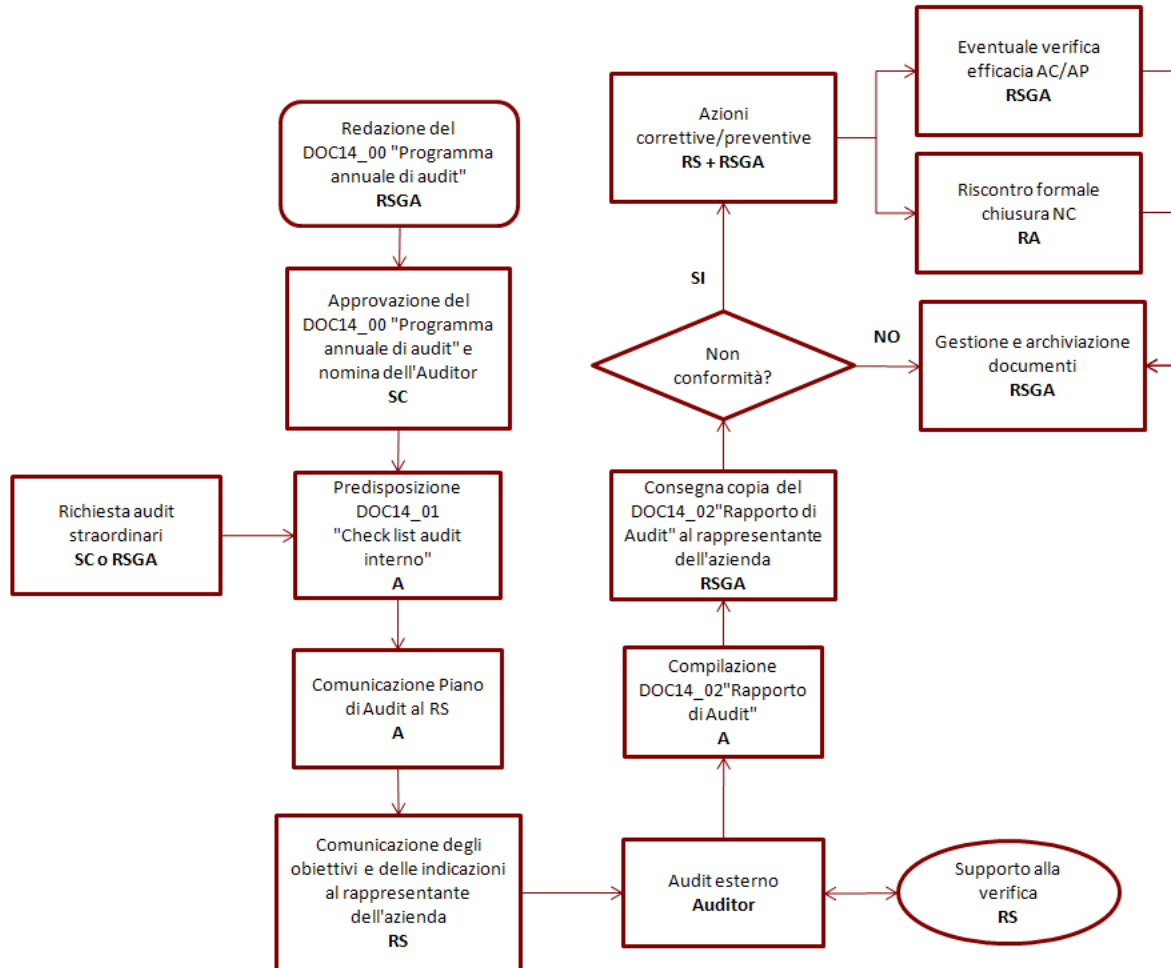 Redazione del
DOC14_00 "Programma
annuale di audit"
RSGA
Approvazione del
DOC14_00 "Programma
annuale di audit" e
nomina dell'Auditor
SC
Richiesta audit
straordinari
SC o RSGA
Predisposizione
DOC14_01
"Check list audit
interno"
A
Comunicazione Piano
di Audit al RS
A
Comunicazione degli
obiettivi e delle indicazioni
al rappresentante
dell'azienda
RS
Audit esterno
Auditor
Supporto alla
verifica
RS
Compilazione
DOC14_02"Rapporto
di Audit"
A
Consegna copia del
DOC14_02"Rapporto di
Audit" al rappresentante
dell'azienda
RSGA
Non
conformità?
SI
NO
Azioni
correttive/preventive
RS + RSGA
Eventuale verifica
efficacia AC/AP
RSGA
Riscontro formale
chiusura NC
RA
Gestione e archiviazione
documenti
RSGA